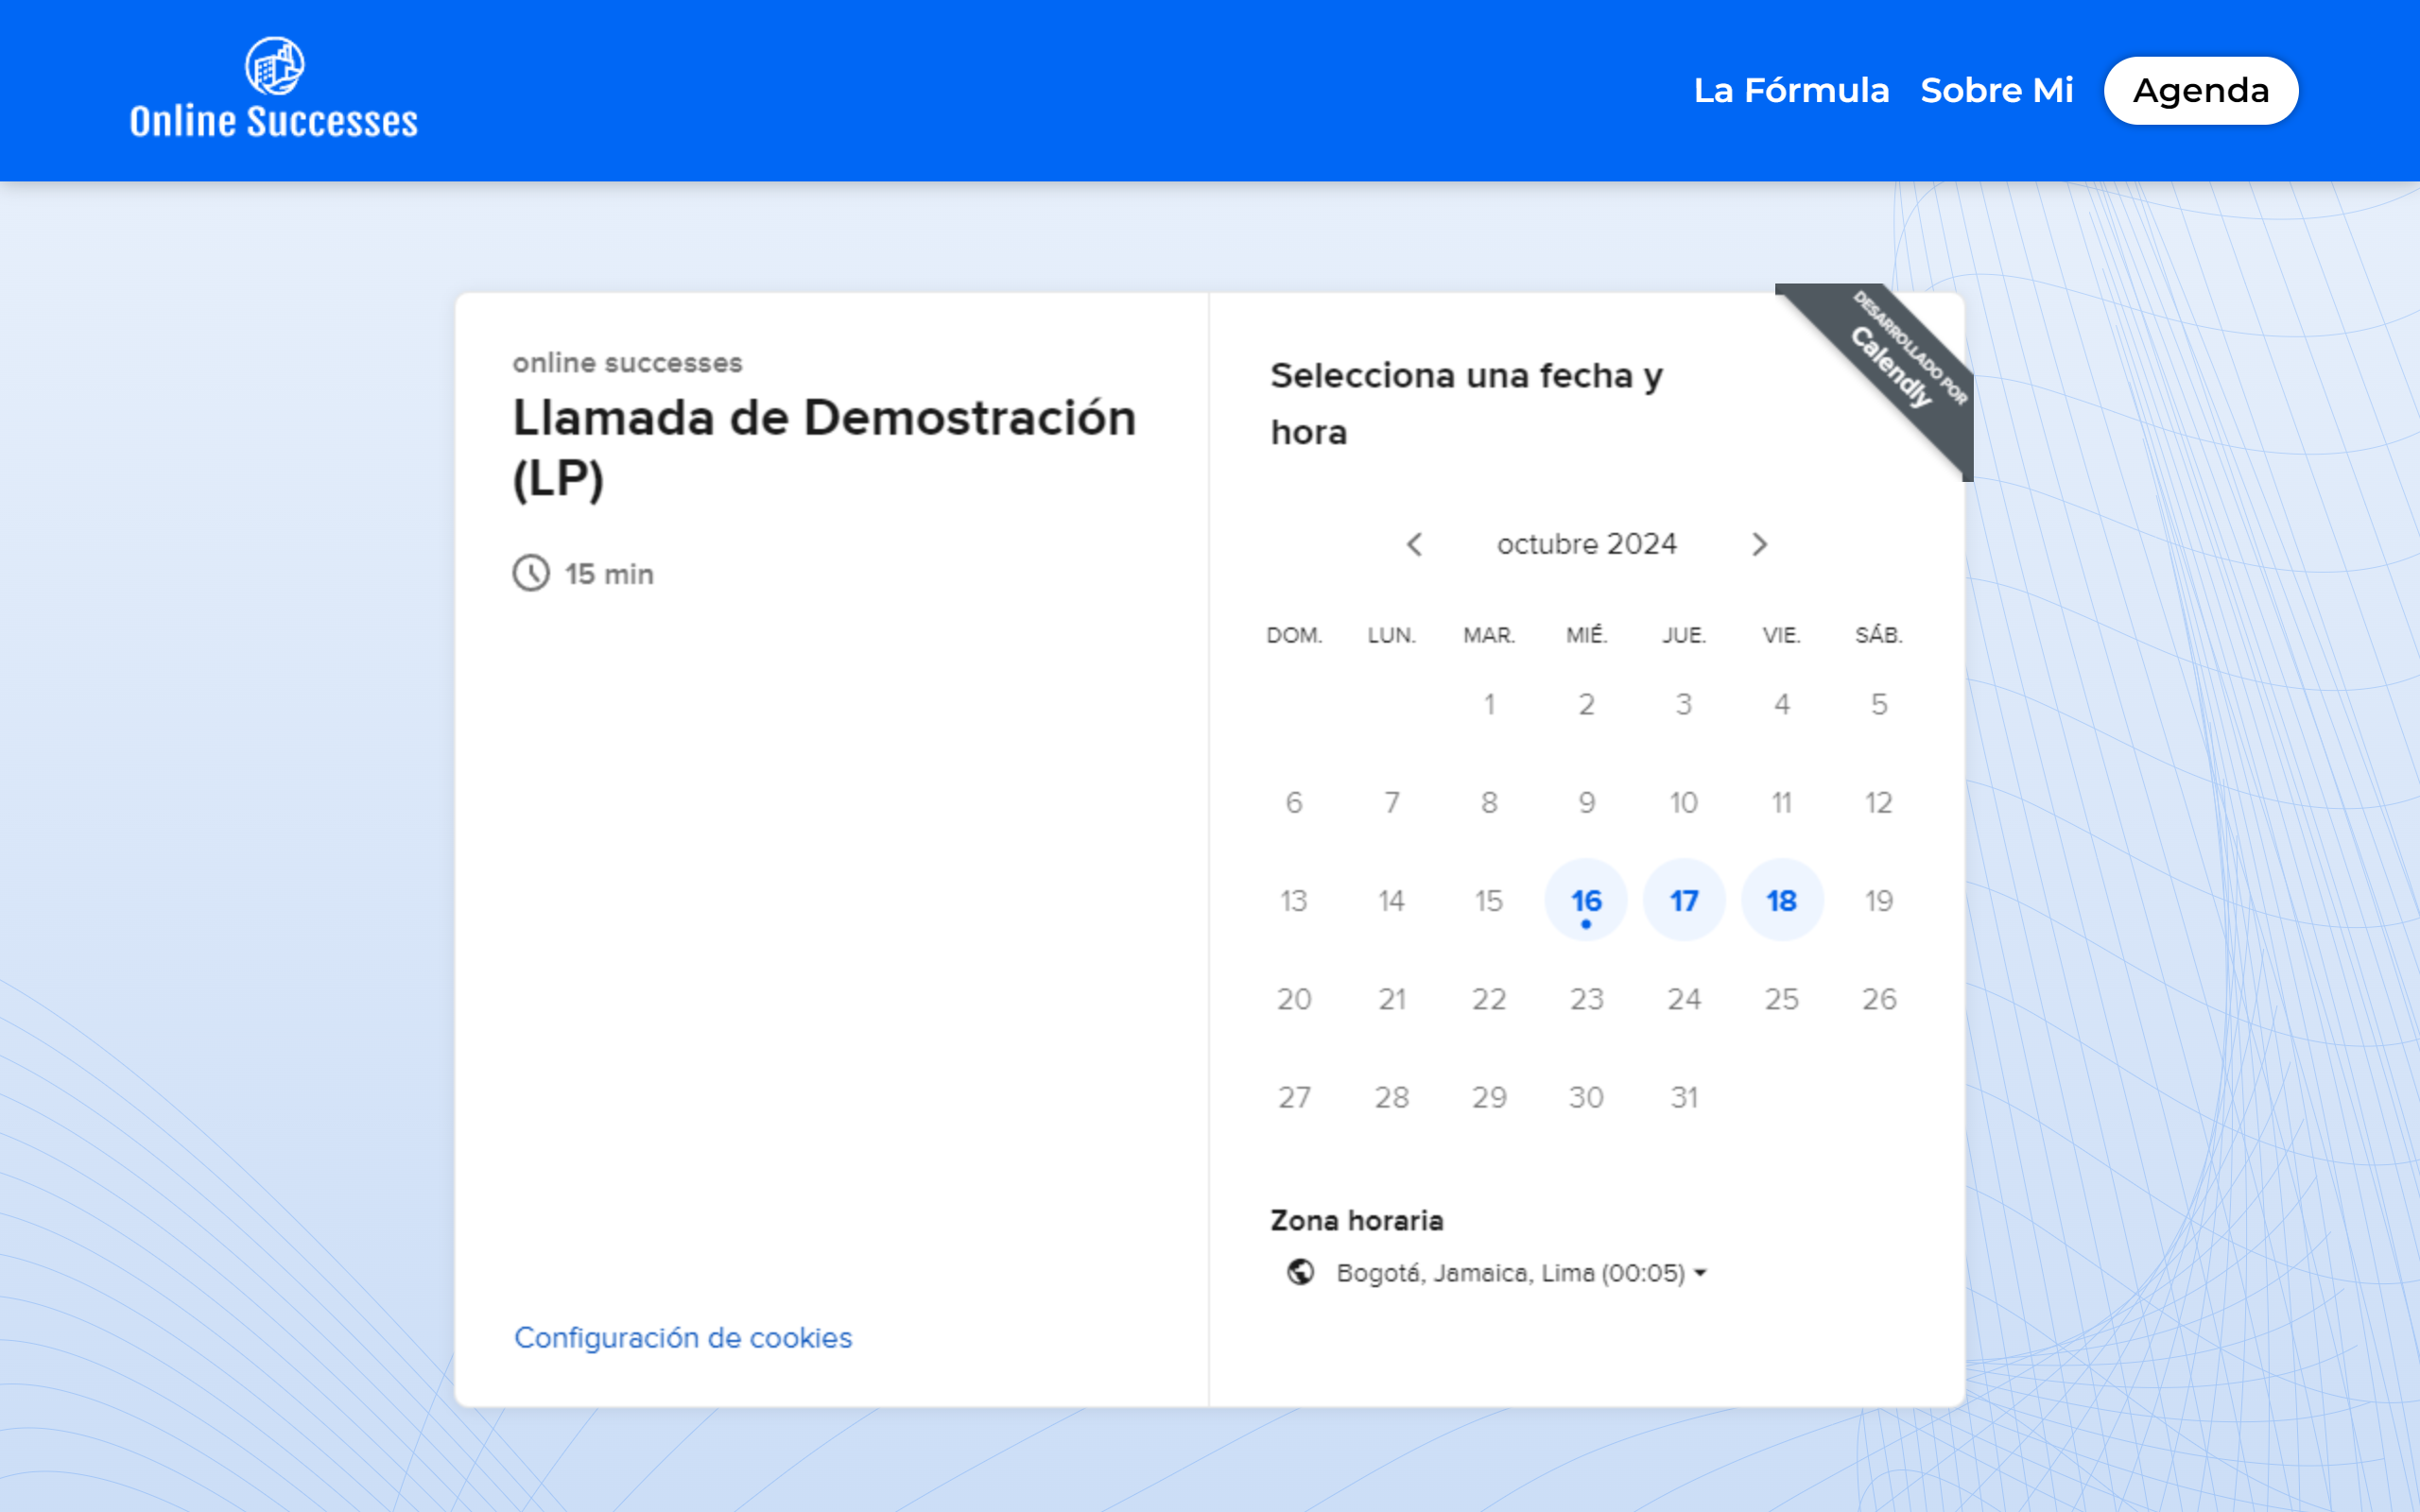 Online Successes
La Fórmula Sobre Mi Agenda
online successes
Llamada de Demostración
(LP)
15 min
Configuración de cookies
Selecciona una fecha y
hora
DESARROLLADO POR
Calendly
octubre 2024
DOM. LUN. MAR. MIÉ. JUE. VIE. SÁB.
1 2 3 4 5
6 7 8 9 10 11 12
13 14 15 16 17 18 19
20 21 22 23 24 25 26
27 28 29 30 31
Zona horaria
Bogotá, Jamaica, Lima (00:05)